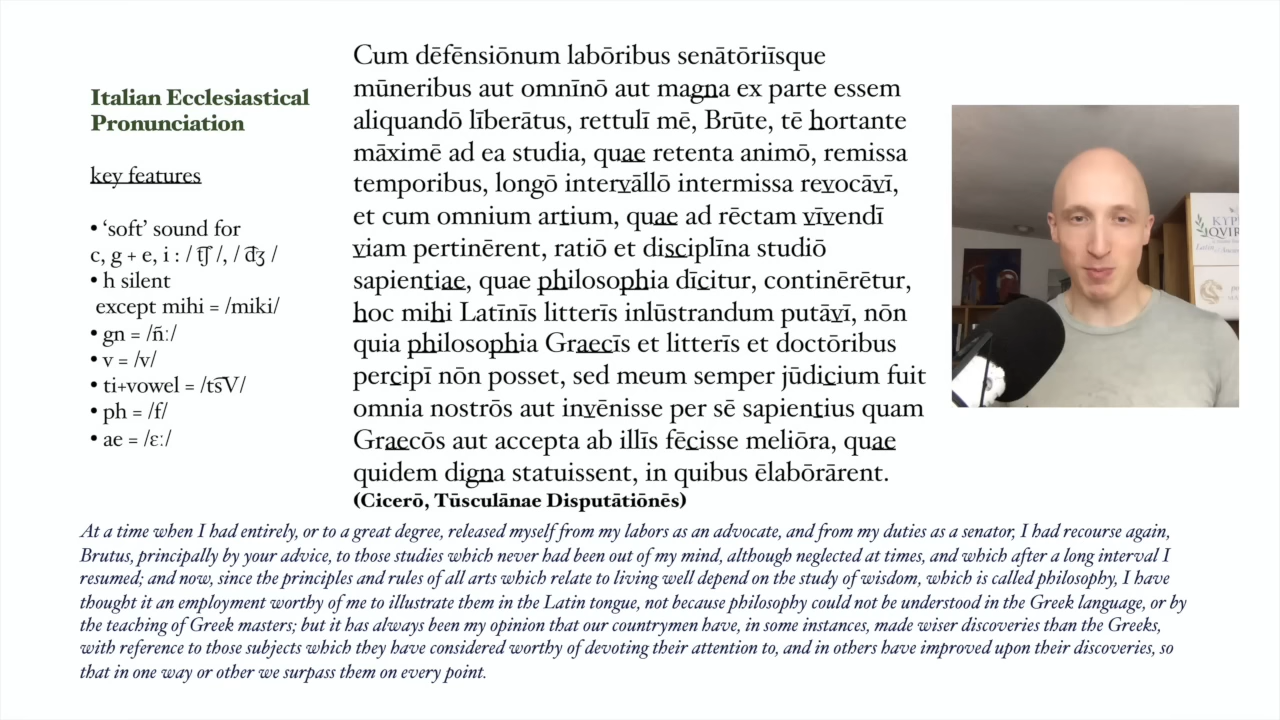 Italian Ecclesiastical
Pronunciation
key features
• ‘soft’ sound for
c, g + e, i : / t͡ʃ /, / d͡ʒ /
• h silent
except mihi = /miki/
• gn = /ñː/
• v = /v/
• ti+vowel = /t͡sV/
• ph = /f/
• ae = /ɛː/
Cum dēfēnsiōnum labōribus senātōriīsque
mūneribus aut omnīnō aut magna ex parte essem
aliquandō līberātus, rettulī mē, Brūte, tē hortante
māximē ad ea studia, quae retenta animō, remissa
temporibus, longō intervāllō intermissa revocāvī,
et cum omnium artium, quae ad rēctam vīvendī
viam pertinērent, ratiō et disciplīna studiō
sapientiae, quae philosophia dīcitur, continērētur,
hoc mihi Latīnīs litterīs inlūstrandum putāvī, nōn
quia philosophia Graecīs et litterīs et doctōribus
percipī nōn posset, sed meum semper jūdicium fuit
omnia nostrōs aut invēnisse per sē sapientius quam
Graecōs aut accepta ab illīs fēcisse meliōra, quae
quidem digna statuissent, in quibus ēlabōrārent.
(Cicerō, Tūsculānae Disputātiōnēs)
At a time when I had entirely, or to a great degree, released myself from my labors as an advocate, and from my duties as a senator, I had recourse again,
Brutus, principally by your advice, to those studies which never had been out of my mind, although neglected at times, and which after a long interval I
resumed; and now, since the principles and rules of all arts which relate to living well depend on the study of wisdom, which is called philosophy, I have
thought it an employment worthy of me to illustrate them in the Latin tongue, not because philosophy could not be understood in the Greek language, or by
the teaching of Greek masters; but it has always been my opinion that our countrymen have, in some instances, made wiser discoveries than the Greeks,
with reference to those subjects which they have considered worthy of devoting their attention to, and in others have improved upon their discoveries, so
that in one way or other we surpass them on every point.